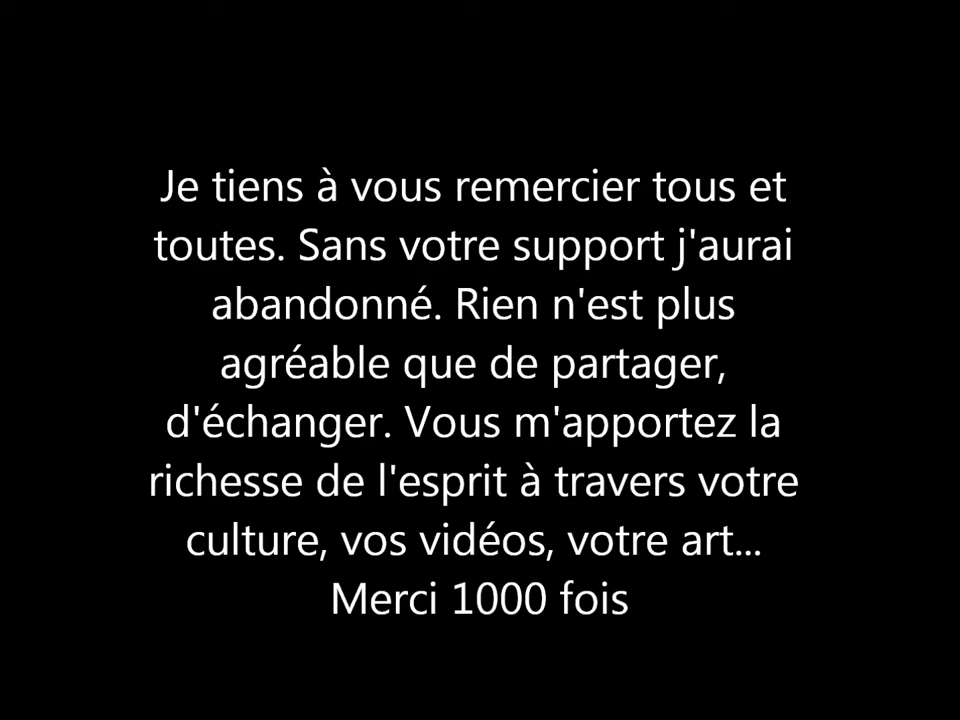 Je tiens à vous remercier tous et
toutes. Sans votre support j'aurai
abandonné. Rien n'est plus
agréable que de partager,
d'échanger. Vous m'apportez la
richesse de l'esprit à travers votre
culture, vos vidéos, votre art...
Merci 1000 fois